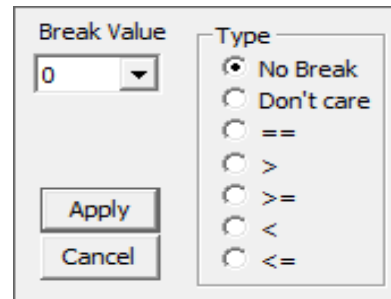 Break Value
0
Apply
Cancel
Type
No Break
Don't care
==
>
>=
<
<=